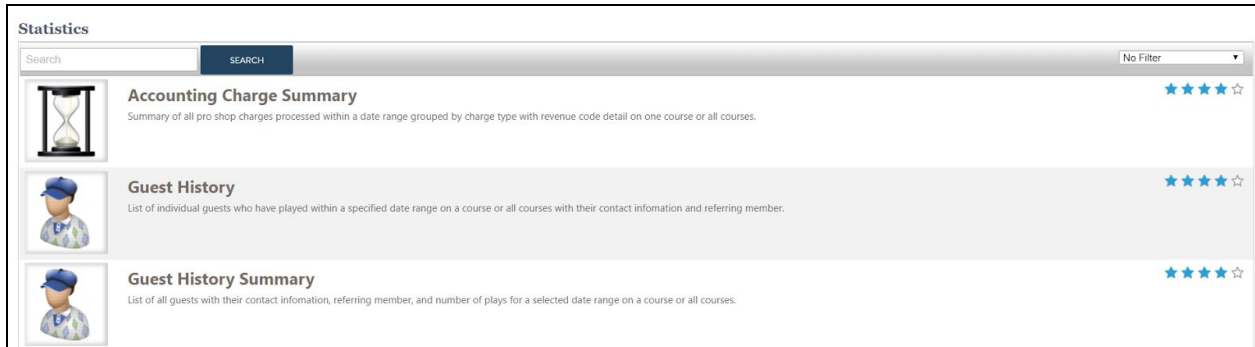 Statistics
Search SEARCH No Filter
Accounting Charge Summary
Summary of all pro shop charges processed within a date range grouped by charge type with revenue code detail on one course or all courses.
Guest History
List of individual guests who have played within a specified date range on a course or all courses with their contact infomation and referring member.
Guest History Summary
List of all guests with their contact infomation, referring member, and number of plays for a selected date range on a course or all courses.